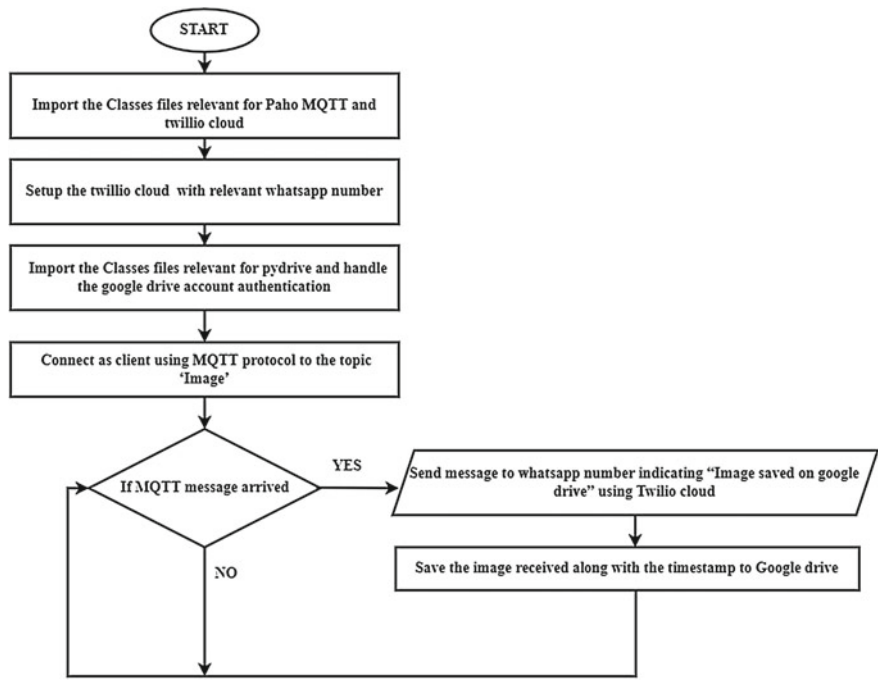 START
Import the Classes files relevant for Paho MQTT and
twillio cloud
Setup the twillio cloud  with relevant whatsapp number
Import the Classes files relevant for pydrive and handle
the google drive account authentication
Connect as client using MQTT protocol to the topic
‘Image’
If MQTT message arrived
YES
Send message to whatsapp number indicating “Image saved on google
drive” using Twilio cloud
NO
Save the image received along with the timestamp to Google drive